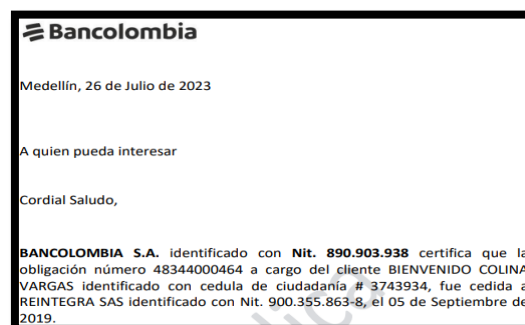 Bancolombia
Medellín, 26 de Julio de 2023
A quien pueda interesar
Cordial Saludo,
BANCOLOMBIA S.A. identificado con Nit. 890.903.938 certifica que la
obligación número 48344000464 a cargo del cliente BIENVENIDO COLINA
VARGAS identificado con cedula de ciudadanía # 3743934, fue cedida a
REINTEGRA SAS identificado con Nit. 900.355.863-8, el 05 de Septiembre de
2019.